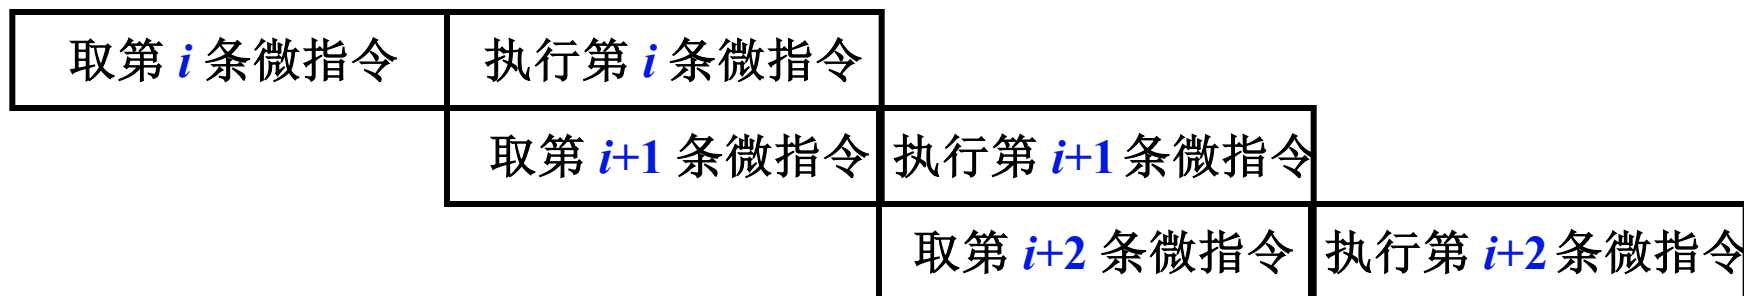 取第 i 条微指令 执行第 i 条微指令
取第 i+1 条微指令 执行第 i+1 条微指令
取第 i+2 条微指令 执行第 i+2 条微指令